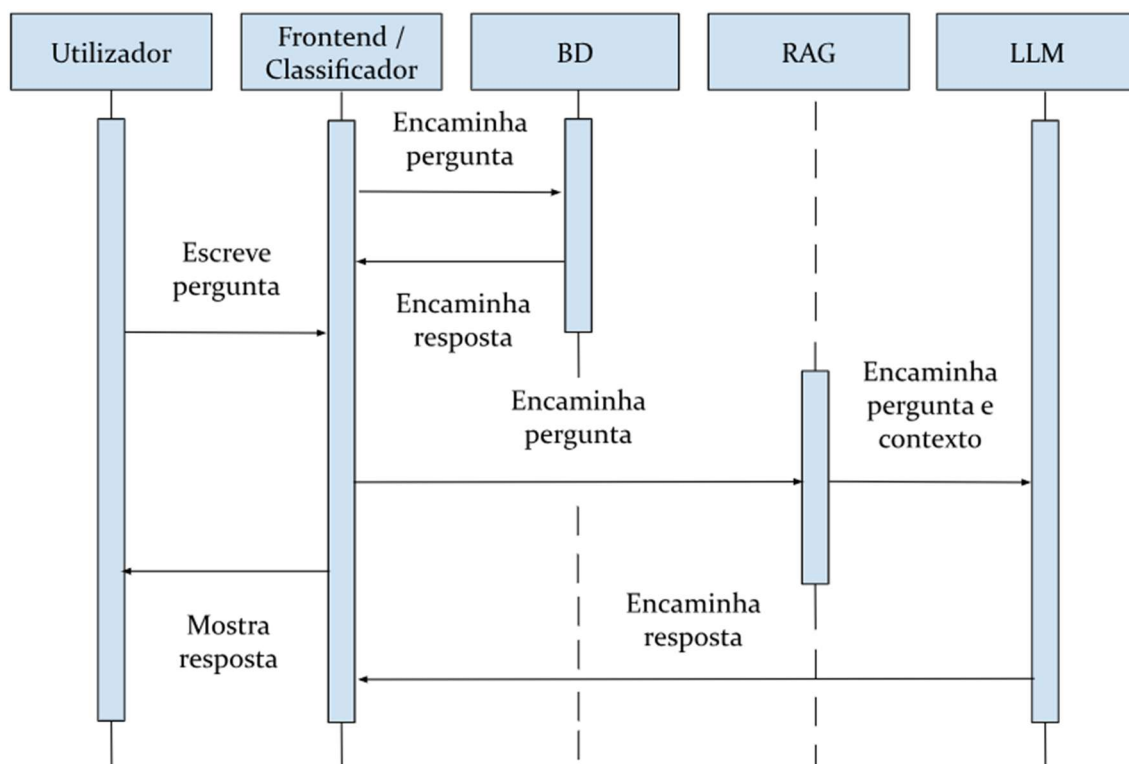 Utilizador
Frontend /
Classificador
BD
RAG
LLM
Encaminha
pergunta
Escreve
pergunta
Encaminha
resposta
Encaminha
pergunta
Encaminha
pergunta e
contexto
Encaminha
resposta
Mostra
resposta